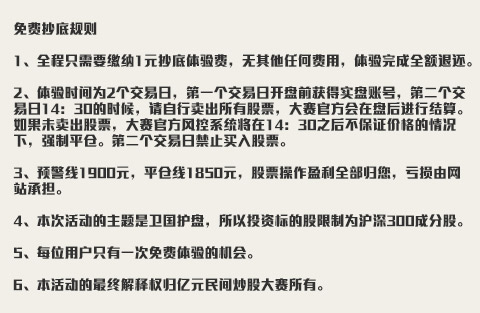 免费抄底规则
1、全程只需要缴纳1元抄底体验费，无其他任何费用，体验完成全额退还。
2、体验时间为2个交易日，第一个交易日开盘前获得实盘账号，第二个交
易日14：30的时候，请自行卖出所有股票，大赛官方会在盘后进行结算。
如果未卖出股票，大赛官方风控系统将在14：30之后不保证价格的情况
下，强制平仓。第二个交易日禁止买入股票。
3、预警线1900元，平仓线1850元，股票操作盈利全部归您，亏损由网
站承担。
4、本次活动的主题是卫国护盘，所以投资标的股限制为沪深300成分股。
5、每位用户只有一次免费体验的机会。
6、本活动的最终解释权归亿元民间炒股大赛所有。